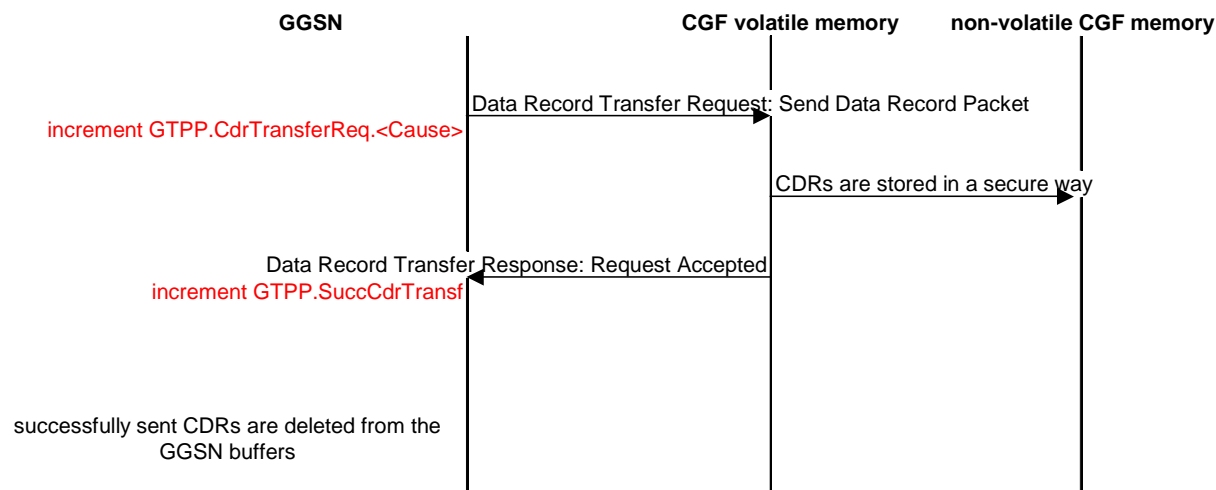 GGSN
CGF volatile memory
non-volatile CGF memory
Data Record Transfer Request: Send Data Record Packet
increment GTPP.CdrTransferReq.<Cause>
CDRs are stored in a secure way
Data Record Transfer Response: Request Accepted
increment GTPP.SuccCdrTransf
successfully sent CDRs are deleted from the
GGSN buffers